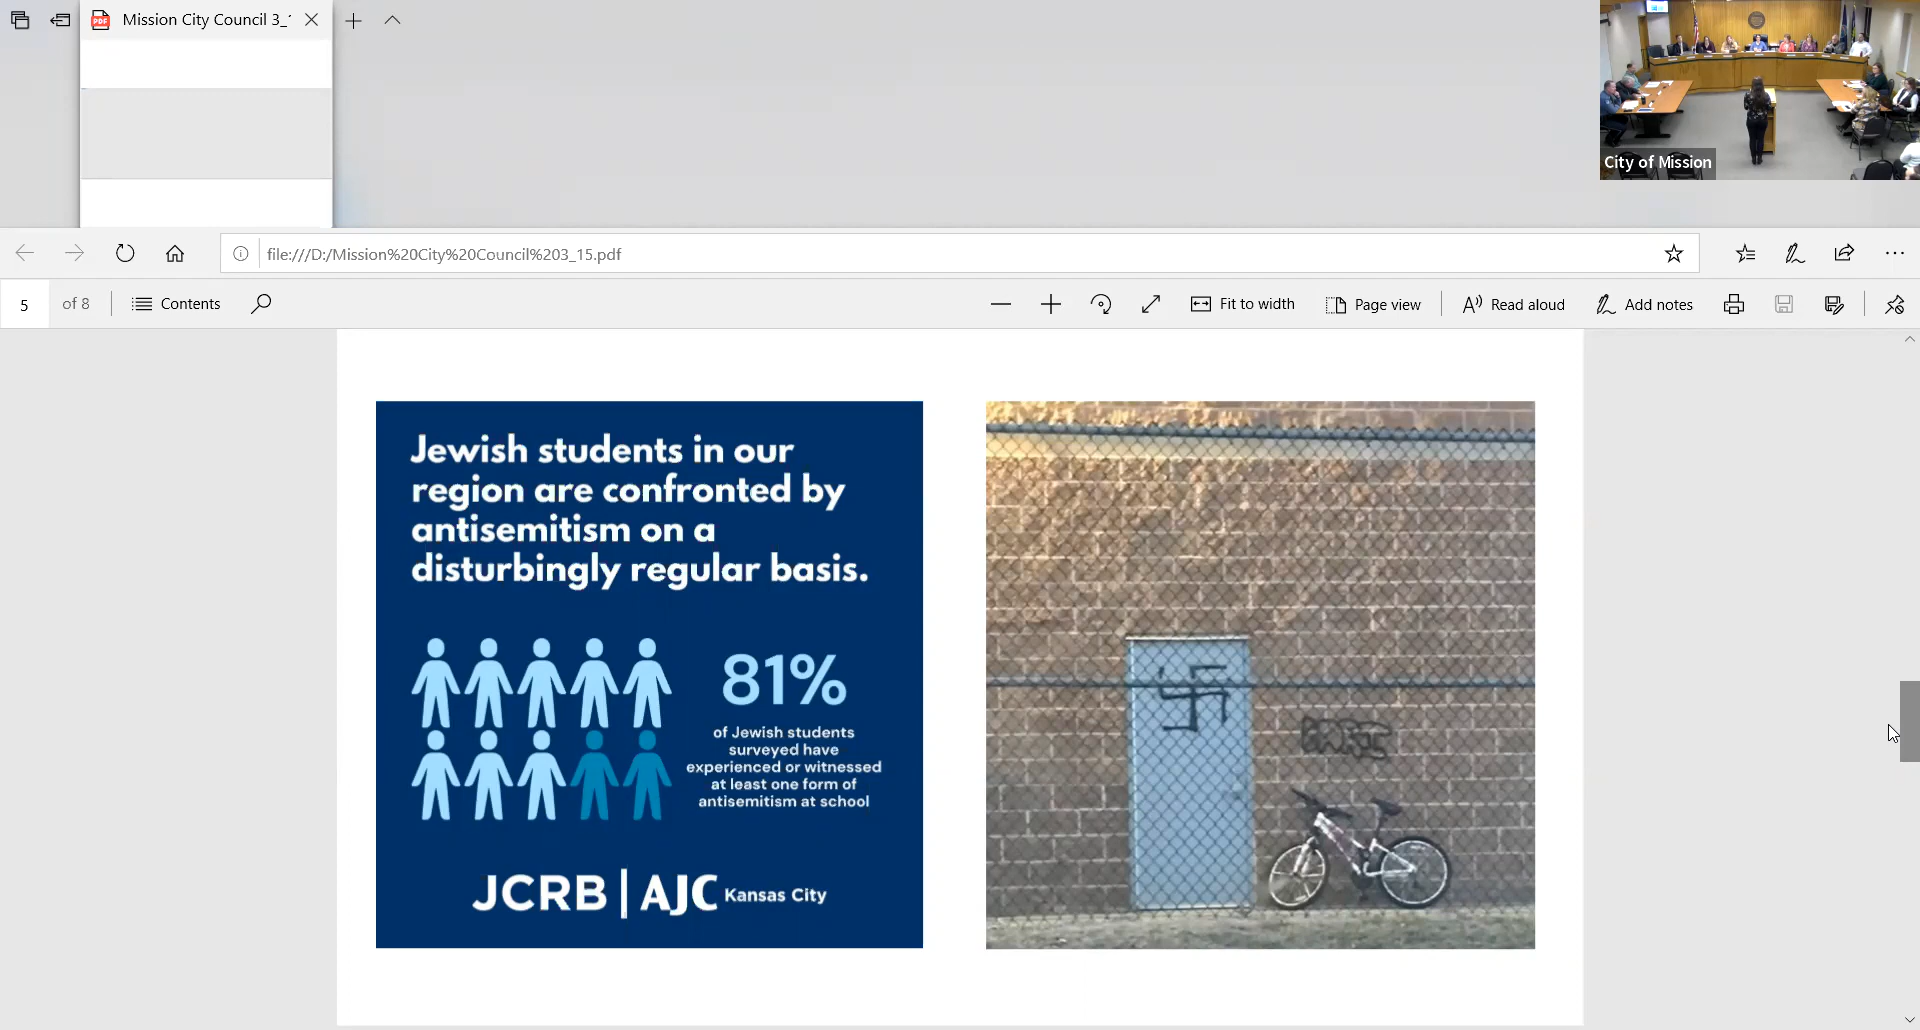 Mission City Council 3_
City of Mission
file:///D:/Mission%20City%20Council%203_15.pdf
5 of 8
Contents
Fit to width
Page view
Read aloud
Add notes
Jewish students in our
region are confronted by
antisemitism on a
disturbingly regular basis.
81%
of Jewish students
surveyed have
experienced or witnessed
at least one form of
antisemitism at school
JCRB | AJC Kansas City